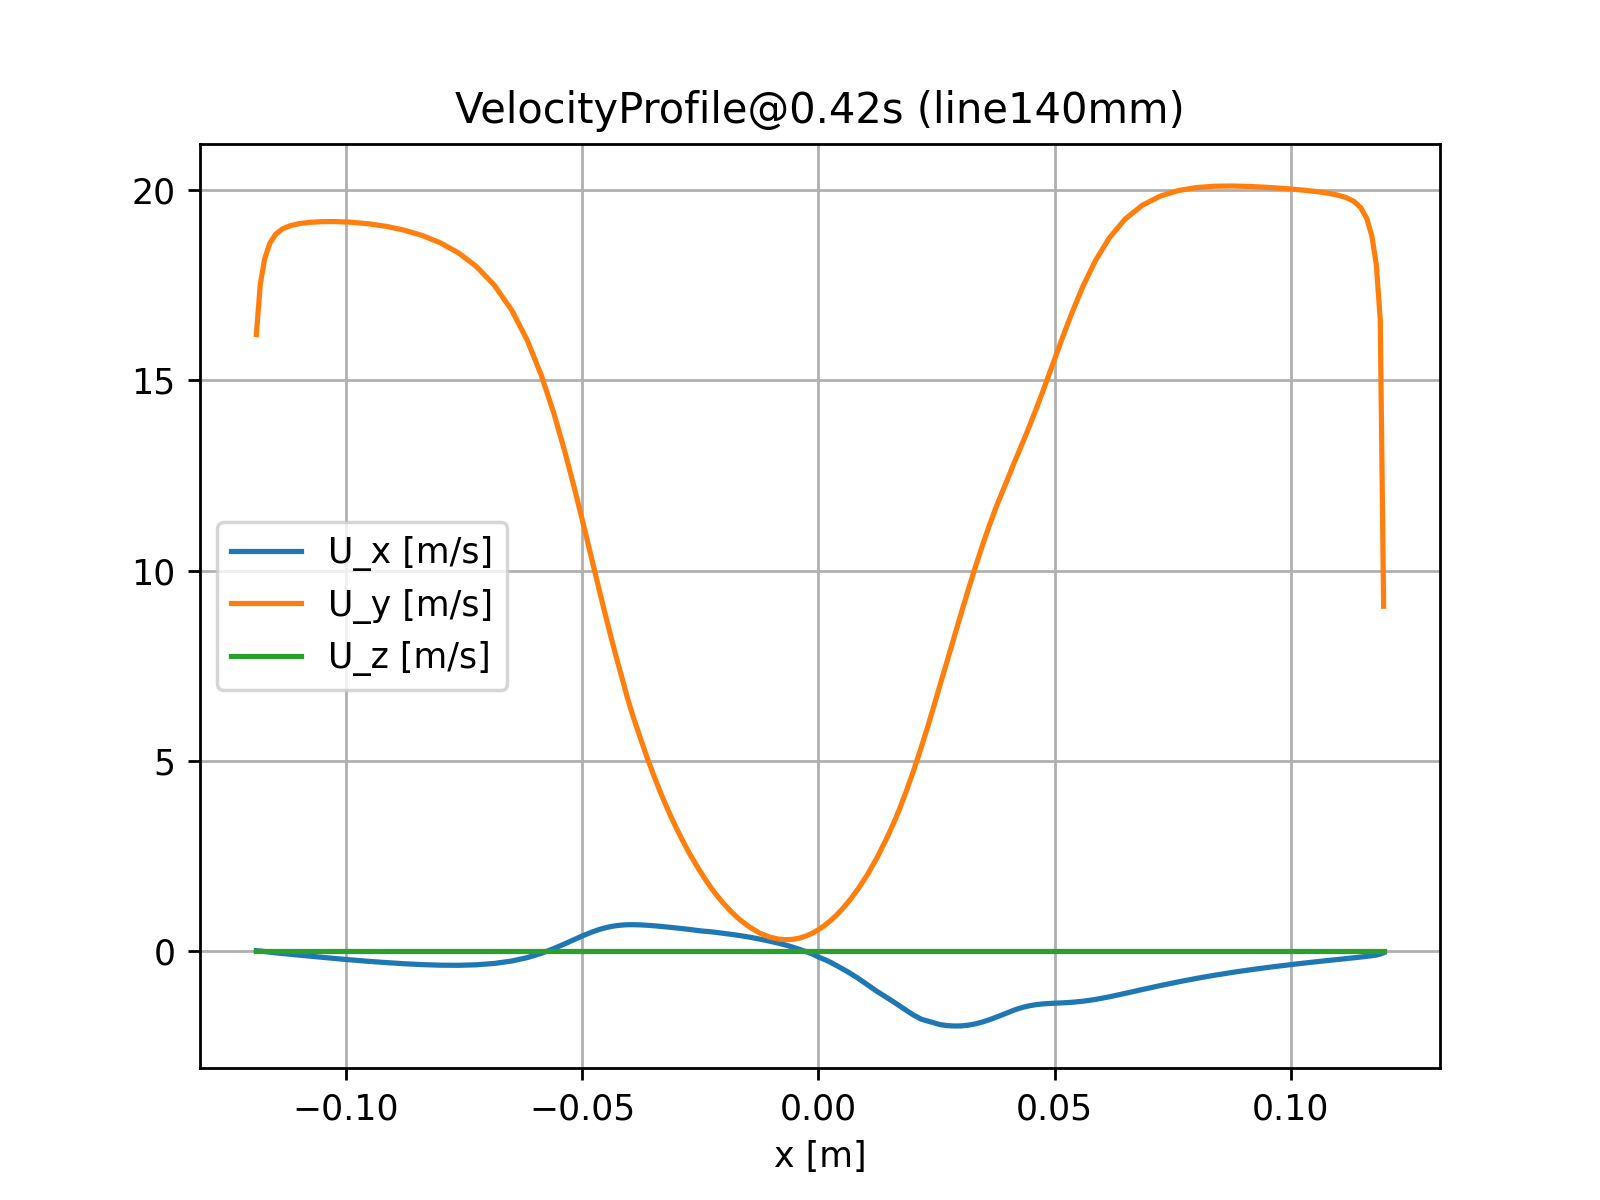 VelocityProfile@0.42s (line140mm)
20
15
10
5
0
U_x [m/s]
U_y [m/s]
U_z [m/s]
−0.10 −0.05 0.00 0.05 0.10
x [m]